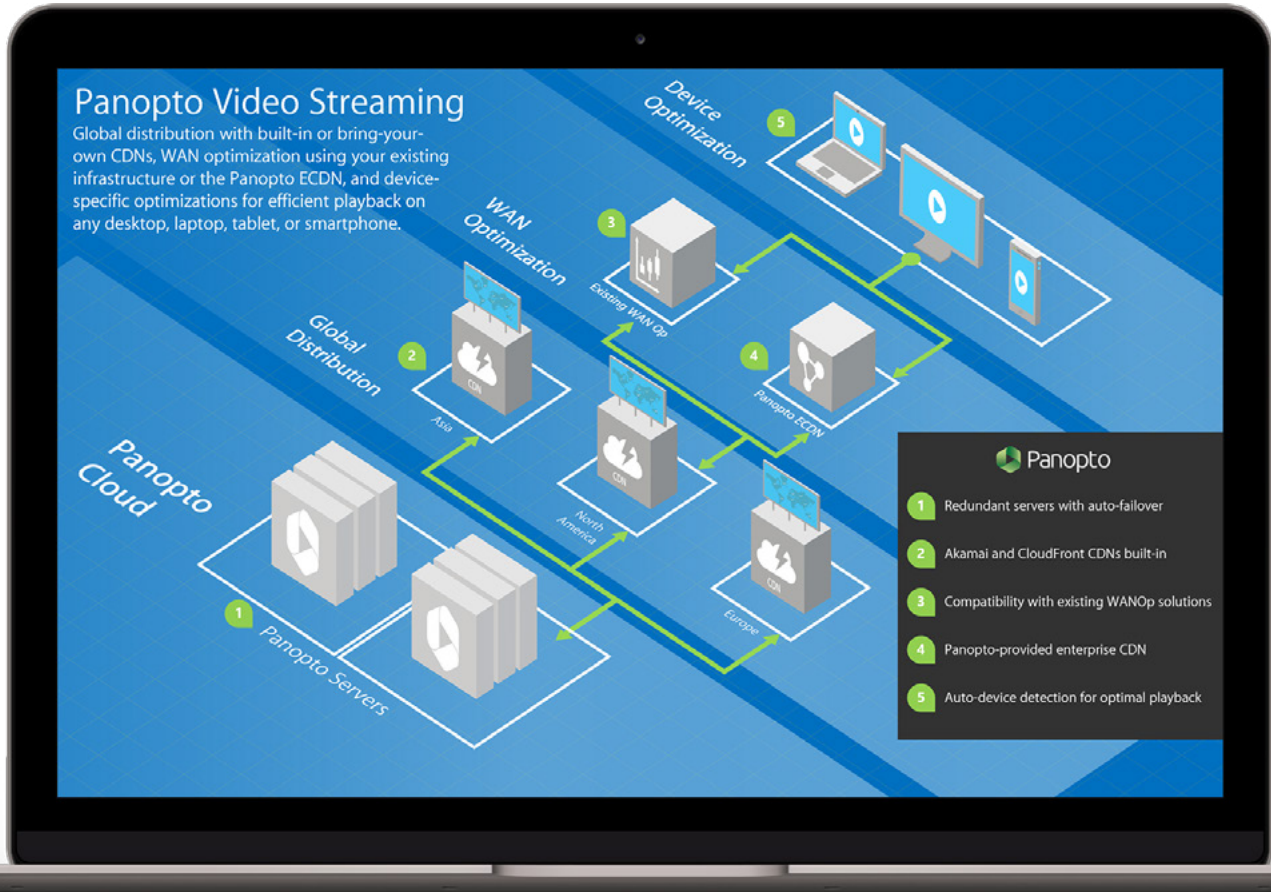 Panopto Video Streaming
Global distribution with built-in or bring-your-
own CDNs, WAN optimization using your existing
infrastructure or the Panopto ECDN, and device-
specific optimizations for efficient playback on
any desktop, laptop, tablet, or smartphone.
Device
Optimization
5
WAN
Optimization
3
Existing WAN Op
4
Panopto ECDN
Global
Distribution
2
CDN
Asia
CDN
North
America
CDN
Europe
Panopto
Cloud
1
Panopto Servers
Panopto
1 Redundant servers with auto-failover
2 Akamai and CloudFront CDNs built-in
3 Compatibility with existing WANOp solutions
4 Panopto-provided enterprise CDN
5 Auto-device detection for optimal playback